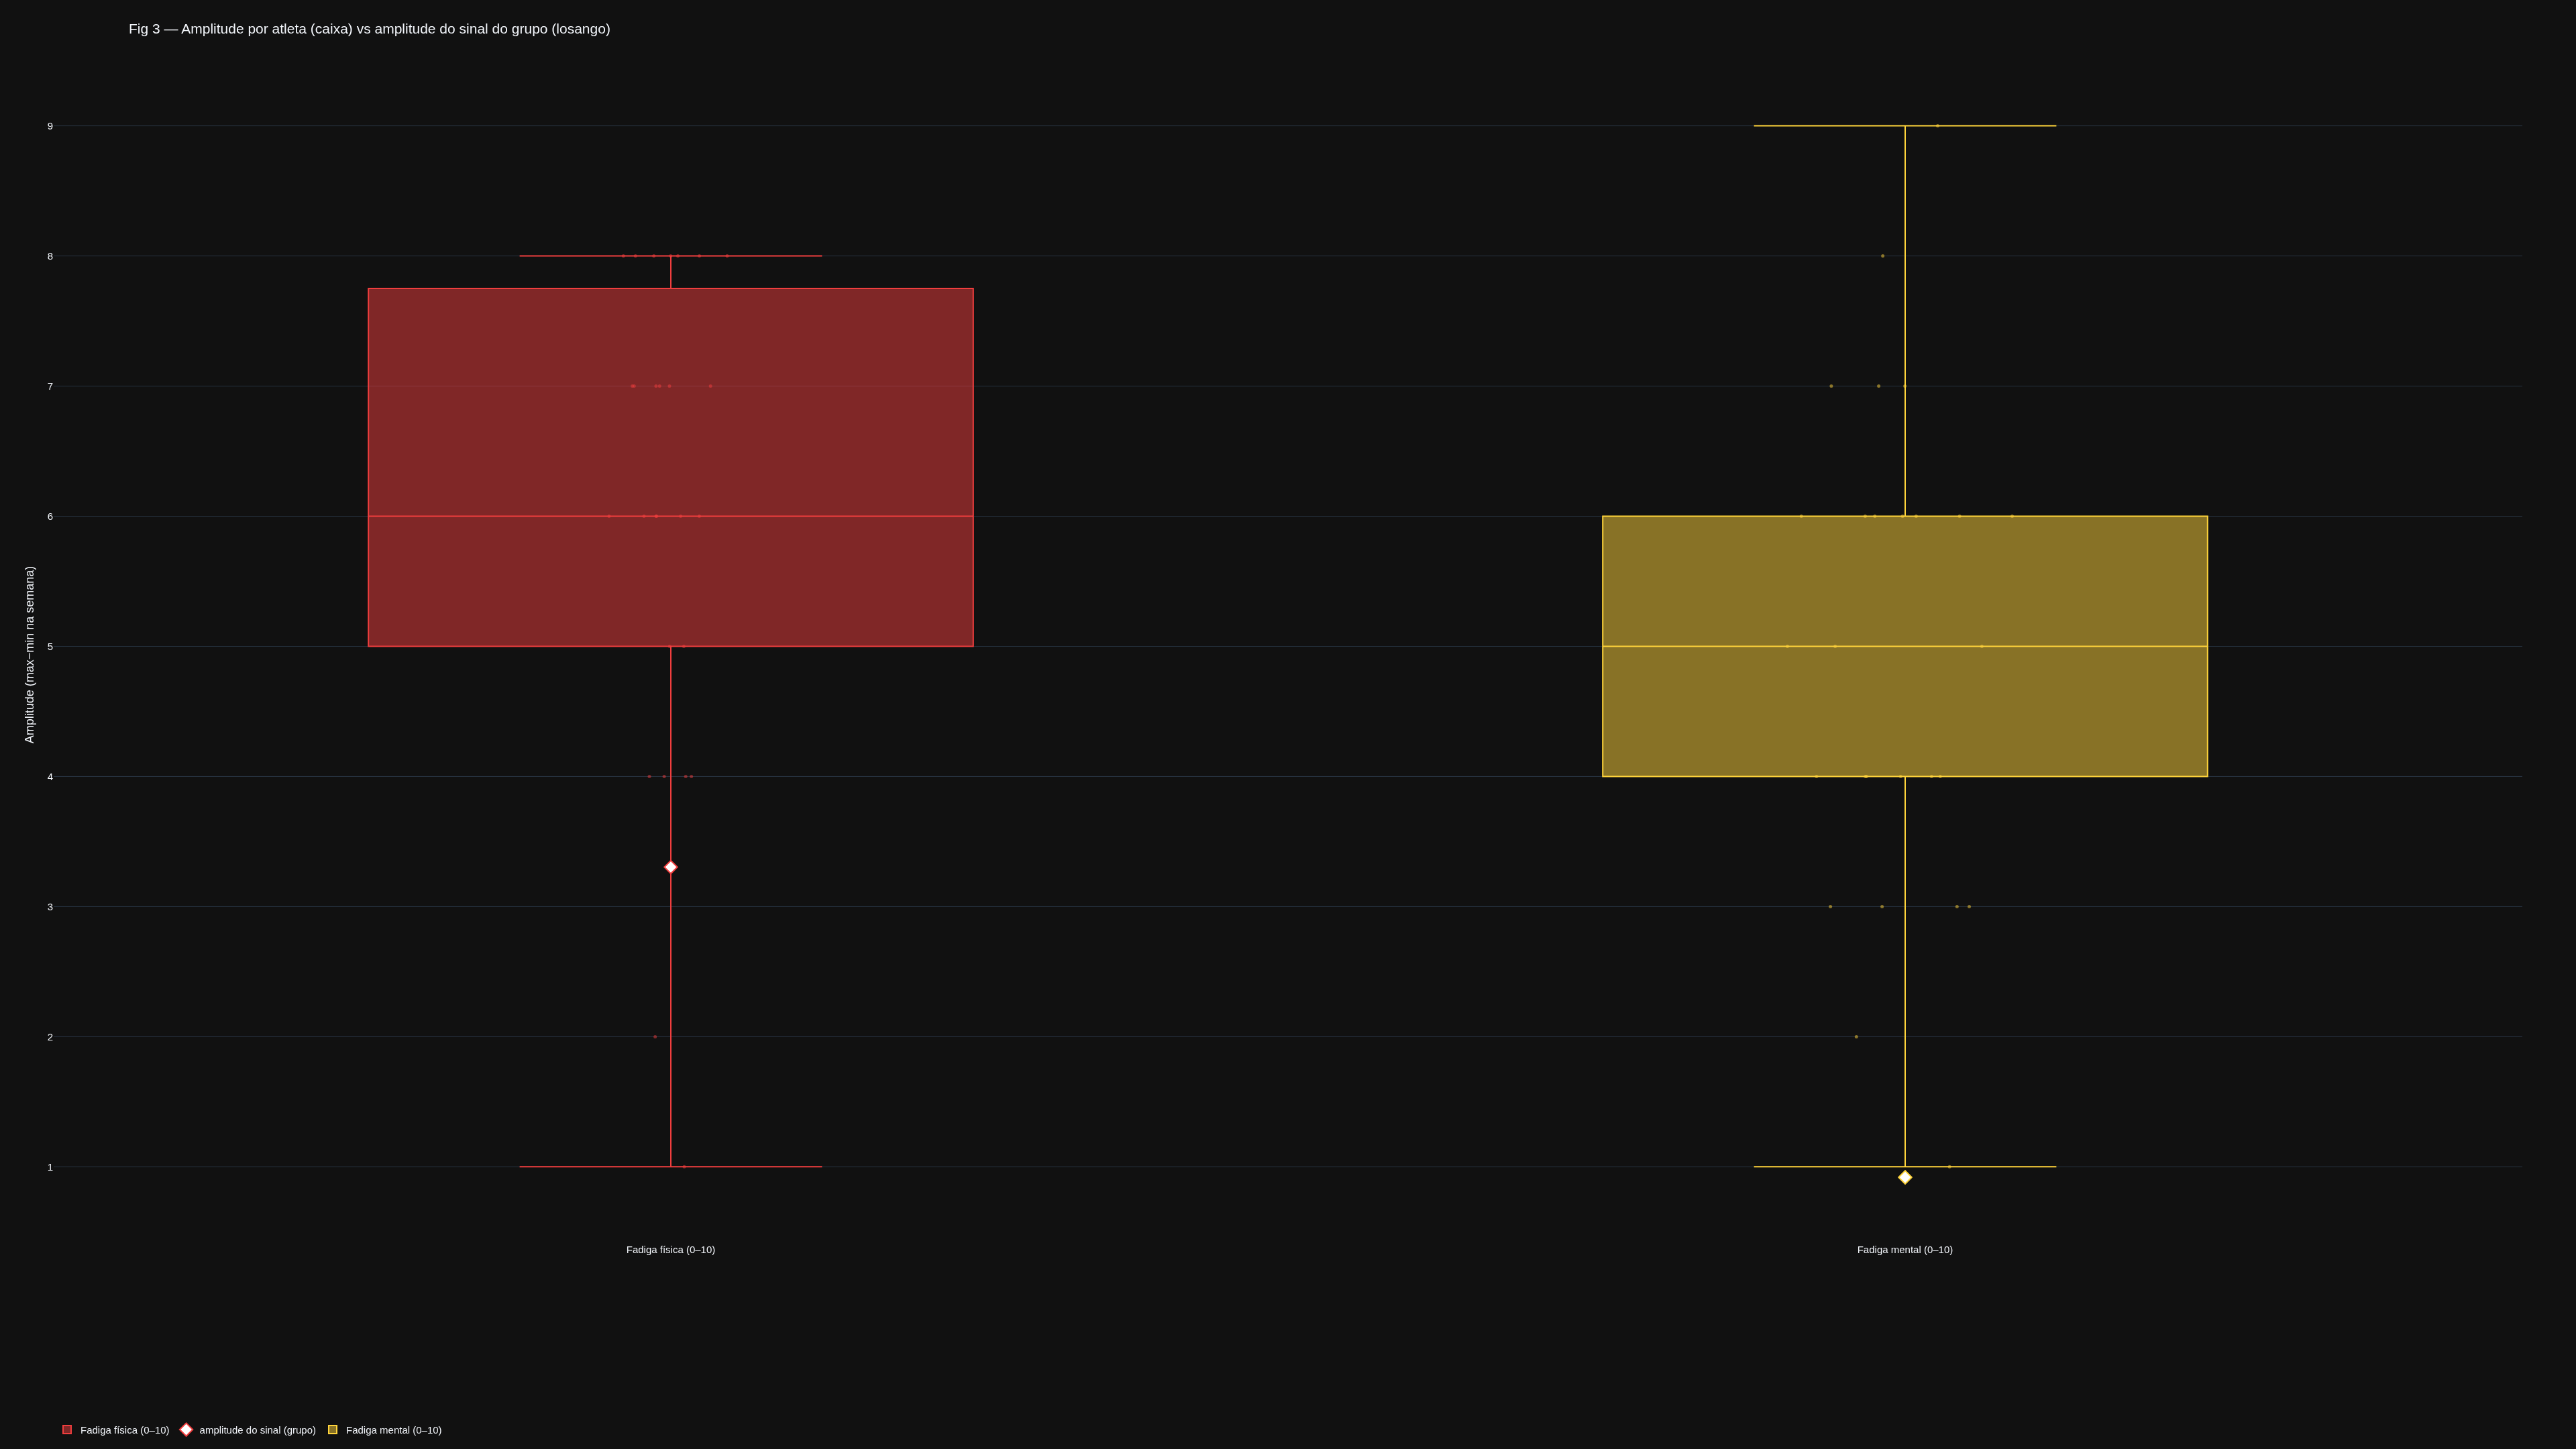 Fig 3 — Amplitude por atleta (caixa) vs amplitude do sinal do grupo (losango)
Amplitude (max−min na semana)
9
8
7
6
5
4
3
2
1
Fadiga física (0–10)
Fadiga mental (0–10)
Fadiga física (0–10)
amplitude do sinal (grupo)
Fadiga mental (0–10)